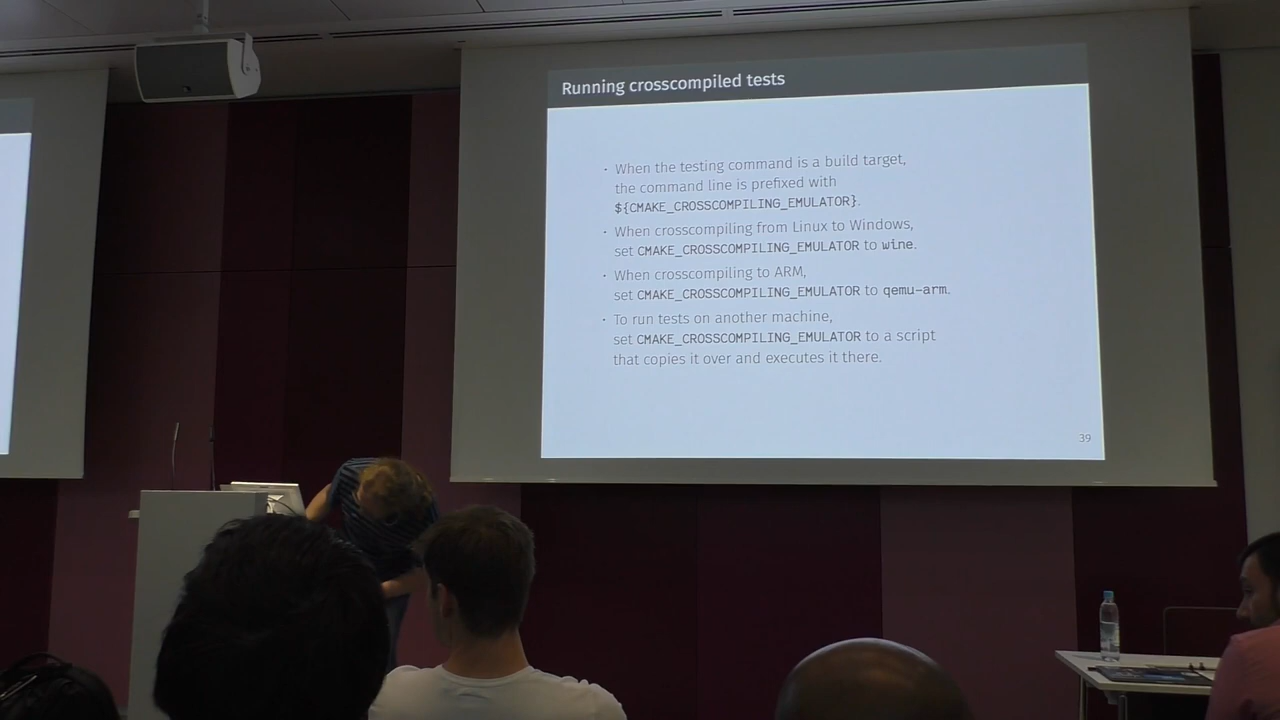 Running crosscompiled tests
· When the testing command is a build target,
the command line is prefixed with
${CMAKE_CROSSCOMPILING_EMULATOR}.
· When crosscompiling from Linux to Windows,
set CMAKE_CROSSCOMPILING_EMULATOR to wine.
· When crosscompiling to ARM,
set CMAKE_CROSSCOMPILING_EMULATOR to qemu-arm.
· To run tests on another machine,
set CMAKE_CROSSCOMPILING_EMULATOR to a script
that copies it over and executes it there.
39